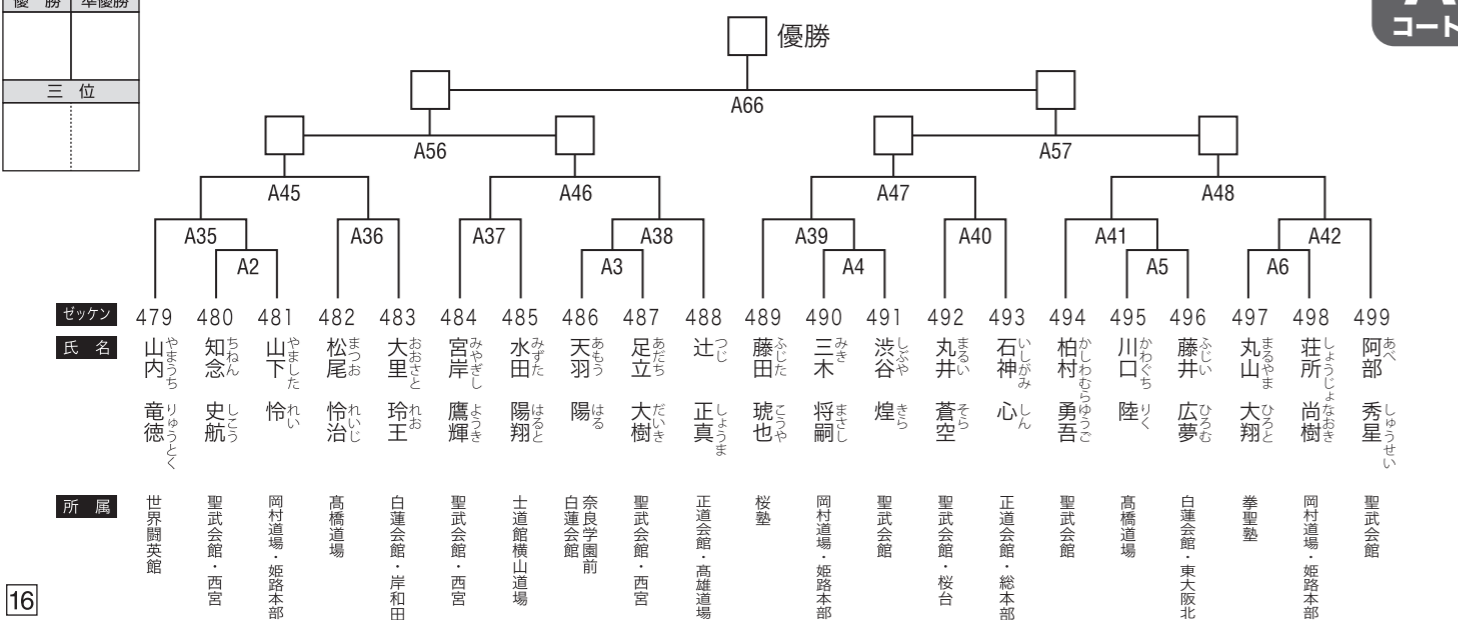 優 勝 準優勝
三 位
コート
優勝
A66
A56 A57
A45 A46 A47 A48
A35 A36 A37 A38 A39 A40 A41 A42
A2 A3 A4 A5 A6
ゼッケン 479 480 481 482 483 484 485 486 487 488 489 490 491 492 493 494 495 496 497 498 499
氏 名
山内 竜徳 やまうち りゅうとく
知念 史航 ちねん しこう
山下 怜 やました れい
松尾 怜治 まつお れいじ
大里 玲王 おおさと れお
宮岸 鷹輝 みやぎし ようき
水田 陽翔 みずた はると
天羽 陽 あもう はる
足立 大樹 あだち だいき
辻 正真 つじ しょうま
藤田 琥也 ふじた こうや
三木 将嗣 みき まさし
渋谷 煌 しぶや きら
丸井 蒼空 まるい そら
石神 心 いしがみ しん
柏村 勇吾 かしわむら ゆうご
川口 陸 かわぐち りく
藤井 広夢 ふじい ひろむ
丸山 大翔 まるやま ひろと
荘所 尚樹 しょうじょ なおき
阿部 秀星 あべ しゅうせい
所 属
世界闘英館
聖武会館・西宮
岡村道場・姫路本部
髙橋道場
白蓮会館・岸和田
聖武会館・西宮
士道館横山道場
白蓮会館 奈良学園前
聖武会館・西宮
正道会館・髙雄道場
桜塾
岡村道場・姫路本部
聖武会館
聖武会館・桜台
正道会館・総本部
聖武会館
髙橋道場
白蓮会館・東大阪北
拳聖塾
岡村道場・姫路本部
聖武会館
16